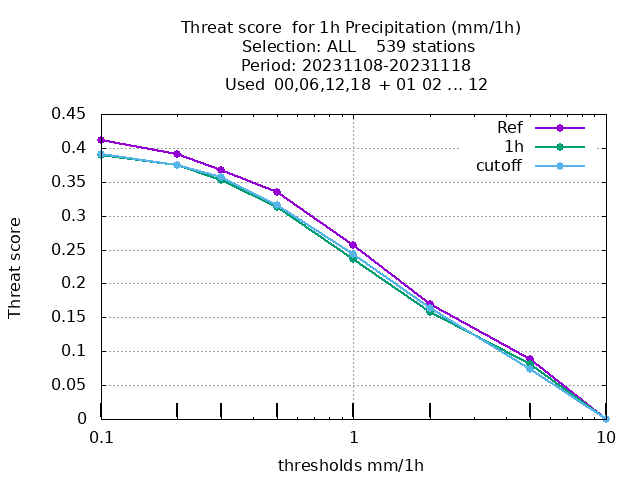 Threat score  for 1h Precipitation (mm/1h)
Selection: ALL    539 stations
Period: 20231108-20231118
Used  00,06,12,18  + 01 02 ... 12
Ref
1h
cutoff
Threat score
0.45
0.4
0.35
0.3
0.25
0.2
0.15
0.1
0.05
0
0.1
1
10
thresholds mm/1h